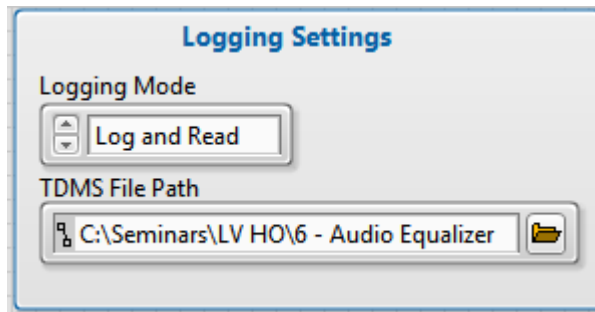 Logging Settings
Logging Mode
Log and Read
TDMS File Path
C:\Seminars\LV HO\6 - Audio Equalizer